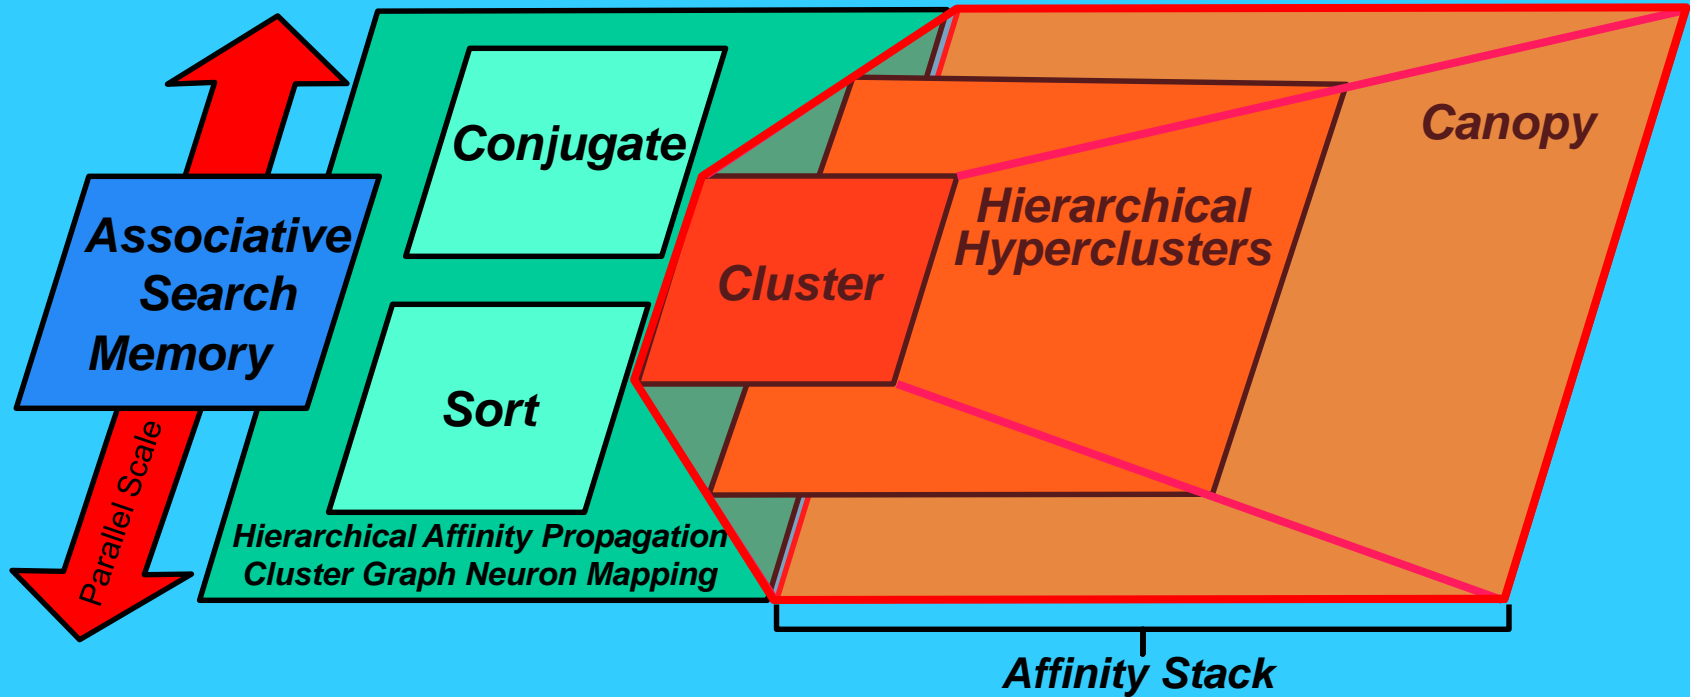 Conjugate
Canopy
Associative
Search
Memory
Hierarchical
Hyperclusters
Cluster
Sort
Parallel Scale
Hierarchical Affinity Propagation
Cluster Graph Neuron Mapping
Affinity Stack